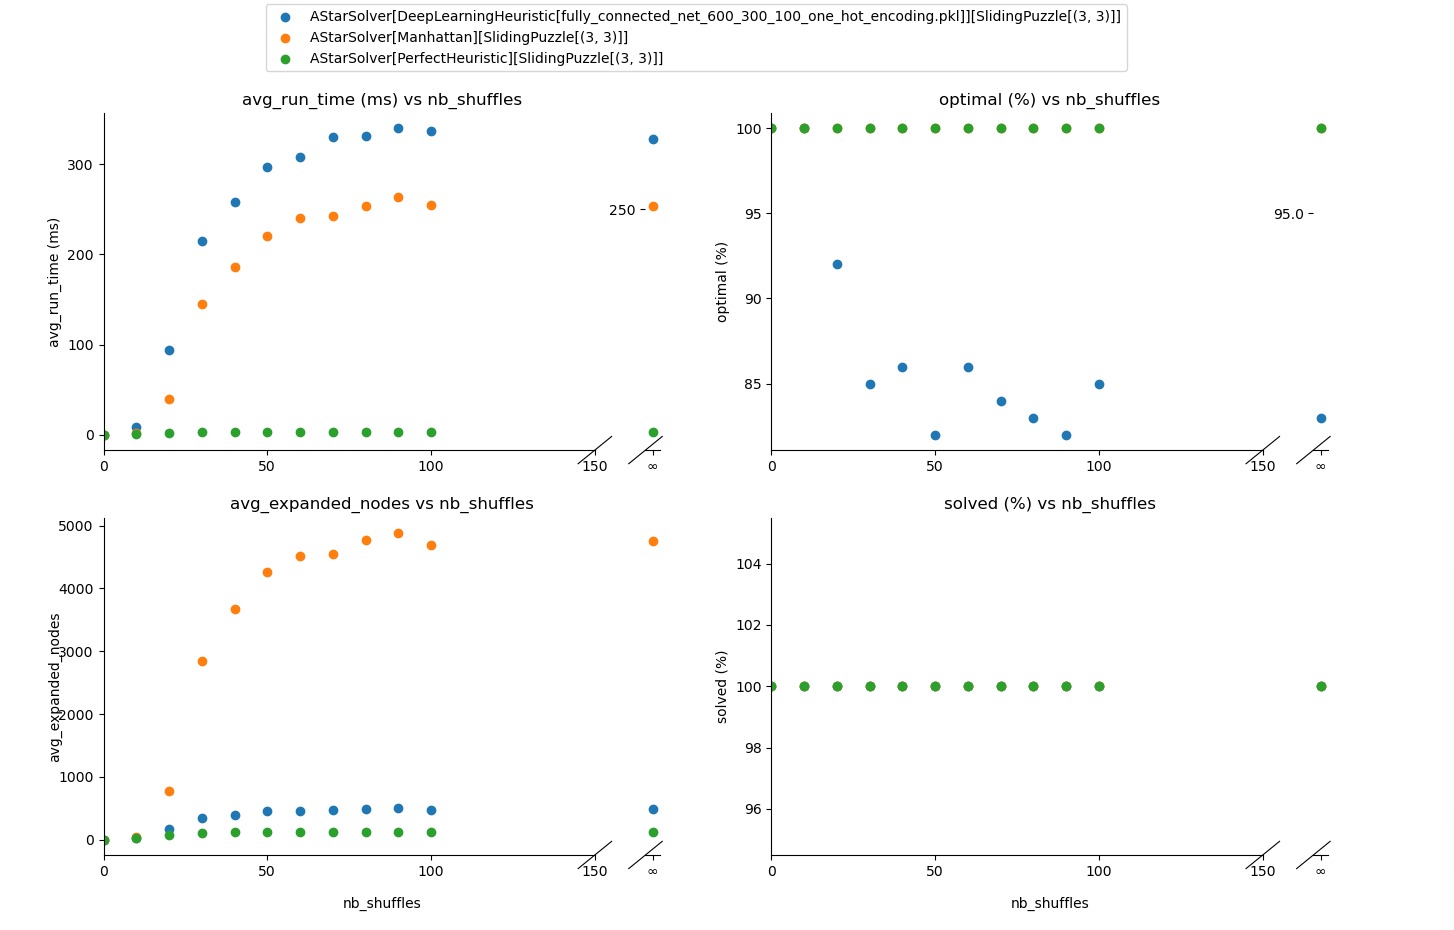 AStarSolver[DeepLearningHeuristic[fully_connected_net_600_300_100_one_hot_encoding.pkl]][SlidingPuzzle[(3, 3)]]
AStarSolver[Manhattan][SlidingPuzzle[(3, 3)]]
AStarSolver[PerfectHeuristic][SlidingPuzzle[(3, 3)]]
avg_run_time (ms) vs nb_shuffles
avg_run_time (ms)
300
200
100
0
250
0 50 100 150 ∞
optimal (%) vs nb_shuffles
optimal (%)
100
95
90
85
95.0
0 50 100 150 ∞
avg_expanded_nodes vs nb_shuffles
avg_expanded_nodes
5000
4000
3000
2000
1000
0
0 50 100 150 ∞
nb_shuffles
solved (%) vs nb_shuffles
solved (%)
104
102
100
98
96
0 50 100 150 ∞
nb_shuffles